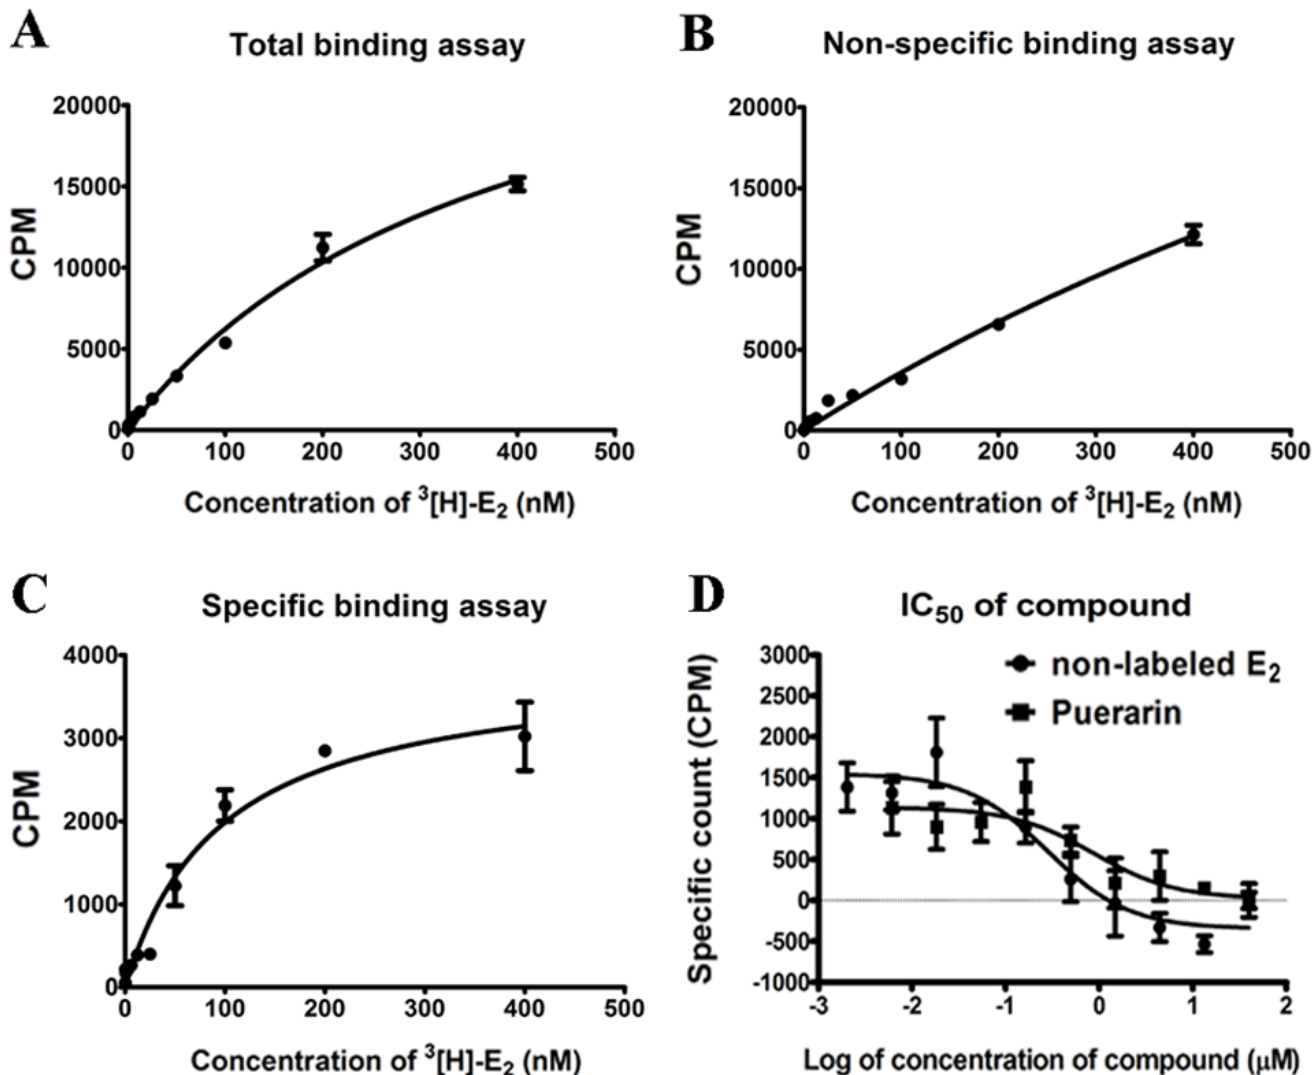 A
Total binding assay
CPM
20000
15000
10000
5000
0
0 100 200 300 400 500
Concentration of ³[H]-E₂ (nM)
B
Non-specific binding assay
CPM
20000
15000
10000
5000
0
0 100 200 300 400 500
Concentration of ³[H]-E₂ (nM)
C
Specific binding assay
CPM
4000
3000
2000
1000
0
0 100 200 300 400 500
Concentration of ³[H]-E₂ (nM)
D
IC₅₀ of compound
non-labeled E₂
Puerarin
Specific count (CPM)
3000
2500
2000
1500
1000
500
0
-500
-1000
-3 -2 -1 0 1 2
Log of concentration of compound (μM)